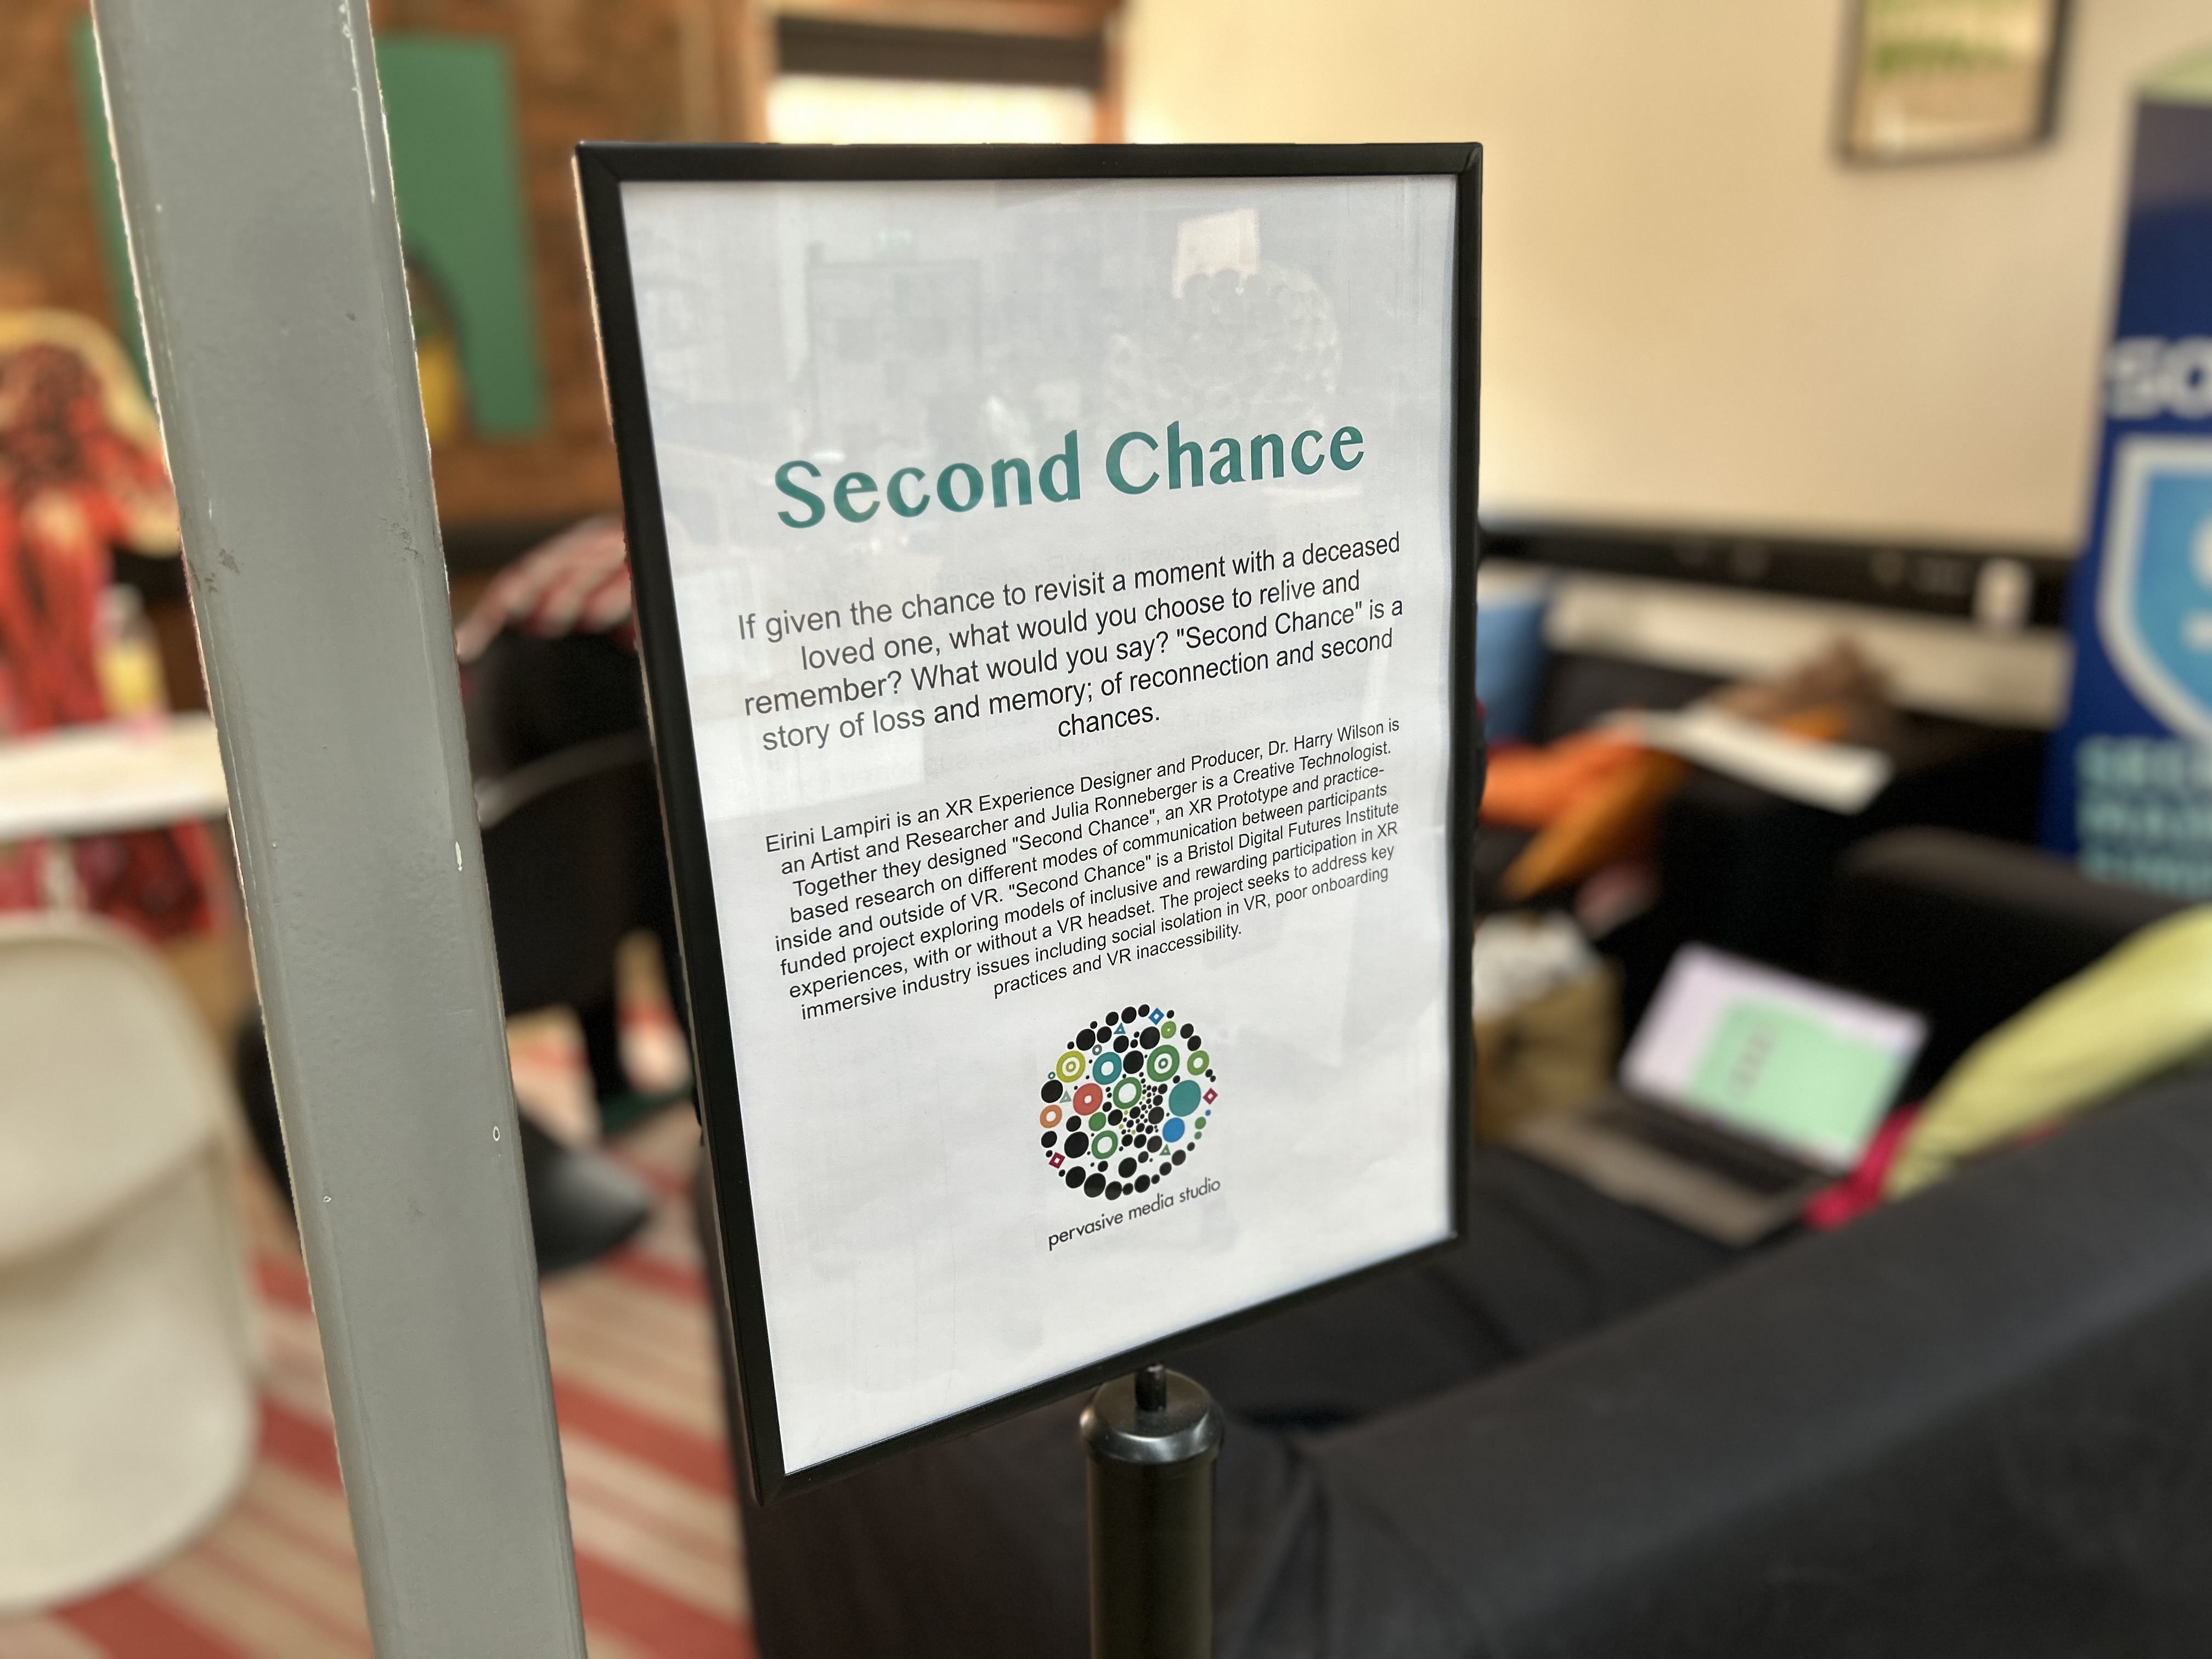 Second Chance
If given the chance to revisit a moment with a deceased
loved one, what would you choose to relive and
remember? What would you say? "Second Chance" is a
story of loss and memory; of reconnection and second
chances.
Eirini Lampiri is an XR Experience Designer and Producer, Dr. Harry Wilson is
an Artist and Researcher and Julia Ronneberger is a Creative Technologist.
Together they designed "Second Chance", an XR Prototype and practice-
based research on different modes of communication between participants
inside and outside of VR. "Second Chance" is a Bristol Digital Futures Institute
funded project exploring models of inclusive and rewarding participation in XR
experiences, with or without a VR headset. The project seeks to address key
immersive industry issues including social isolation in VR, poor onboarding
practices and VR inaccessibility.
pervasive media studio